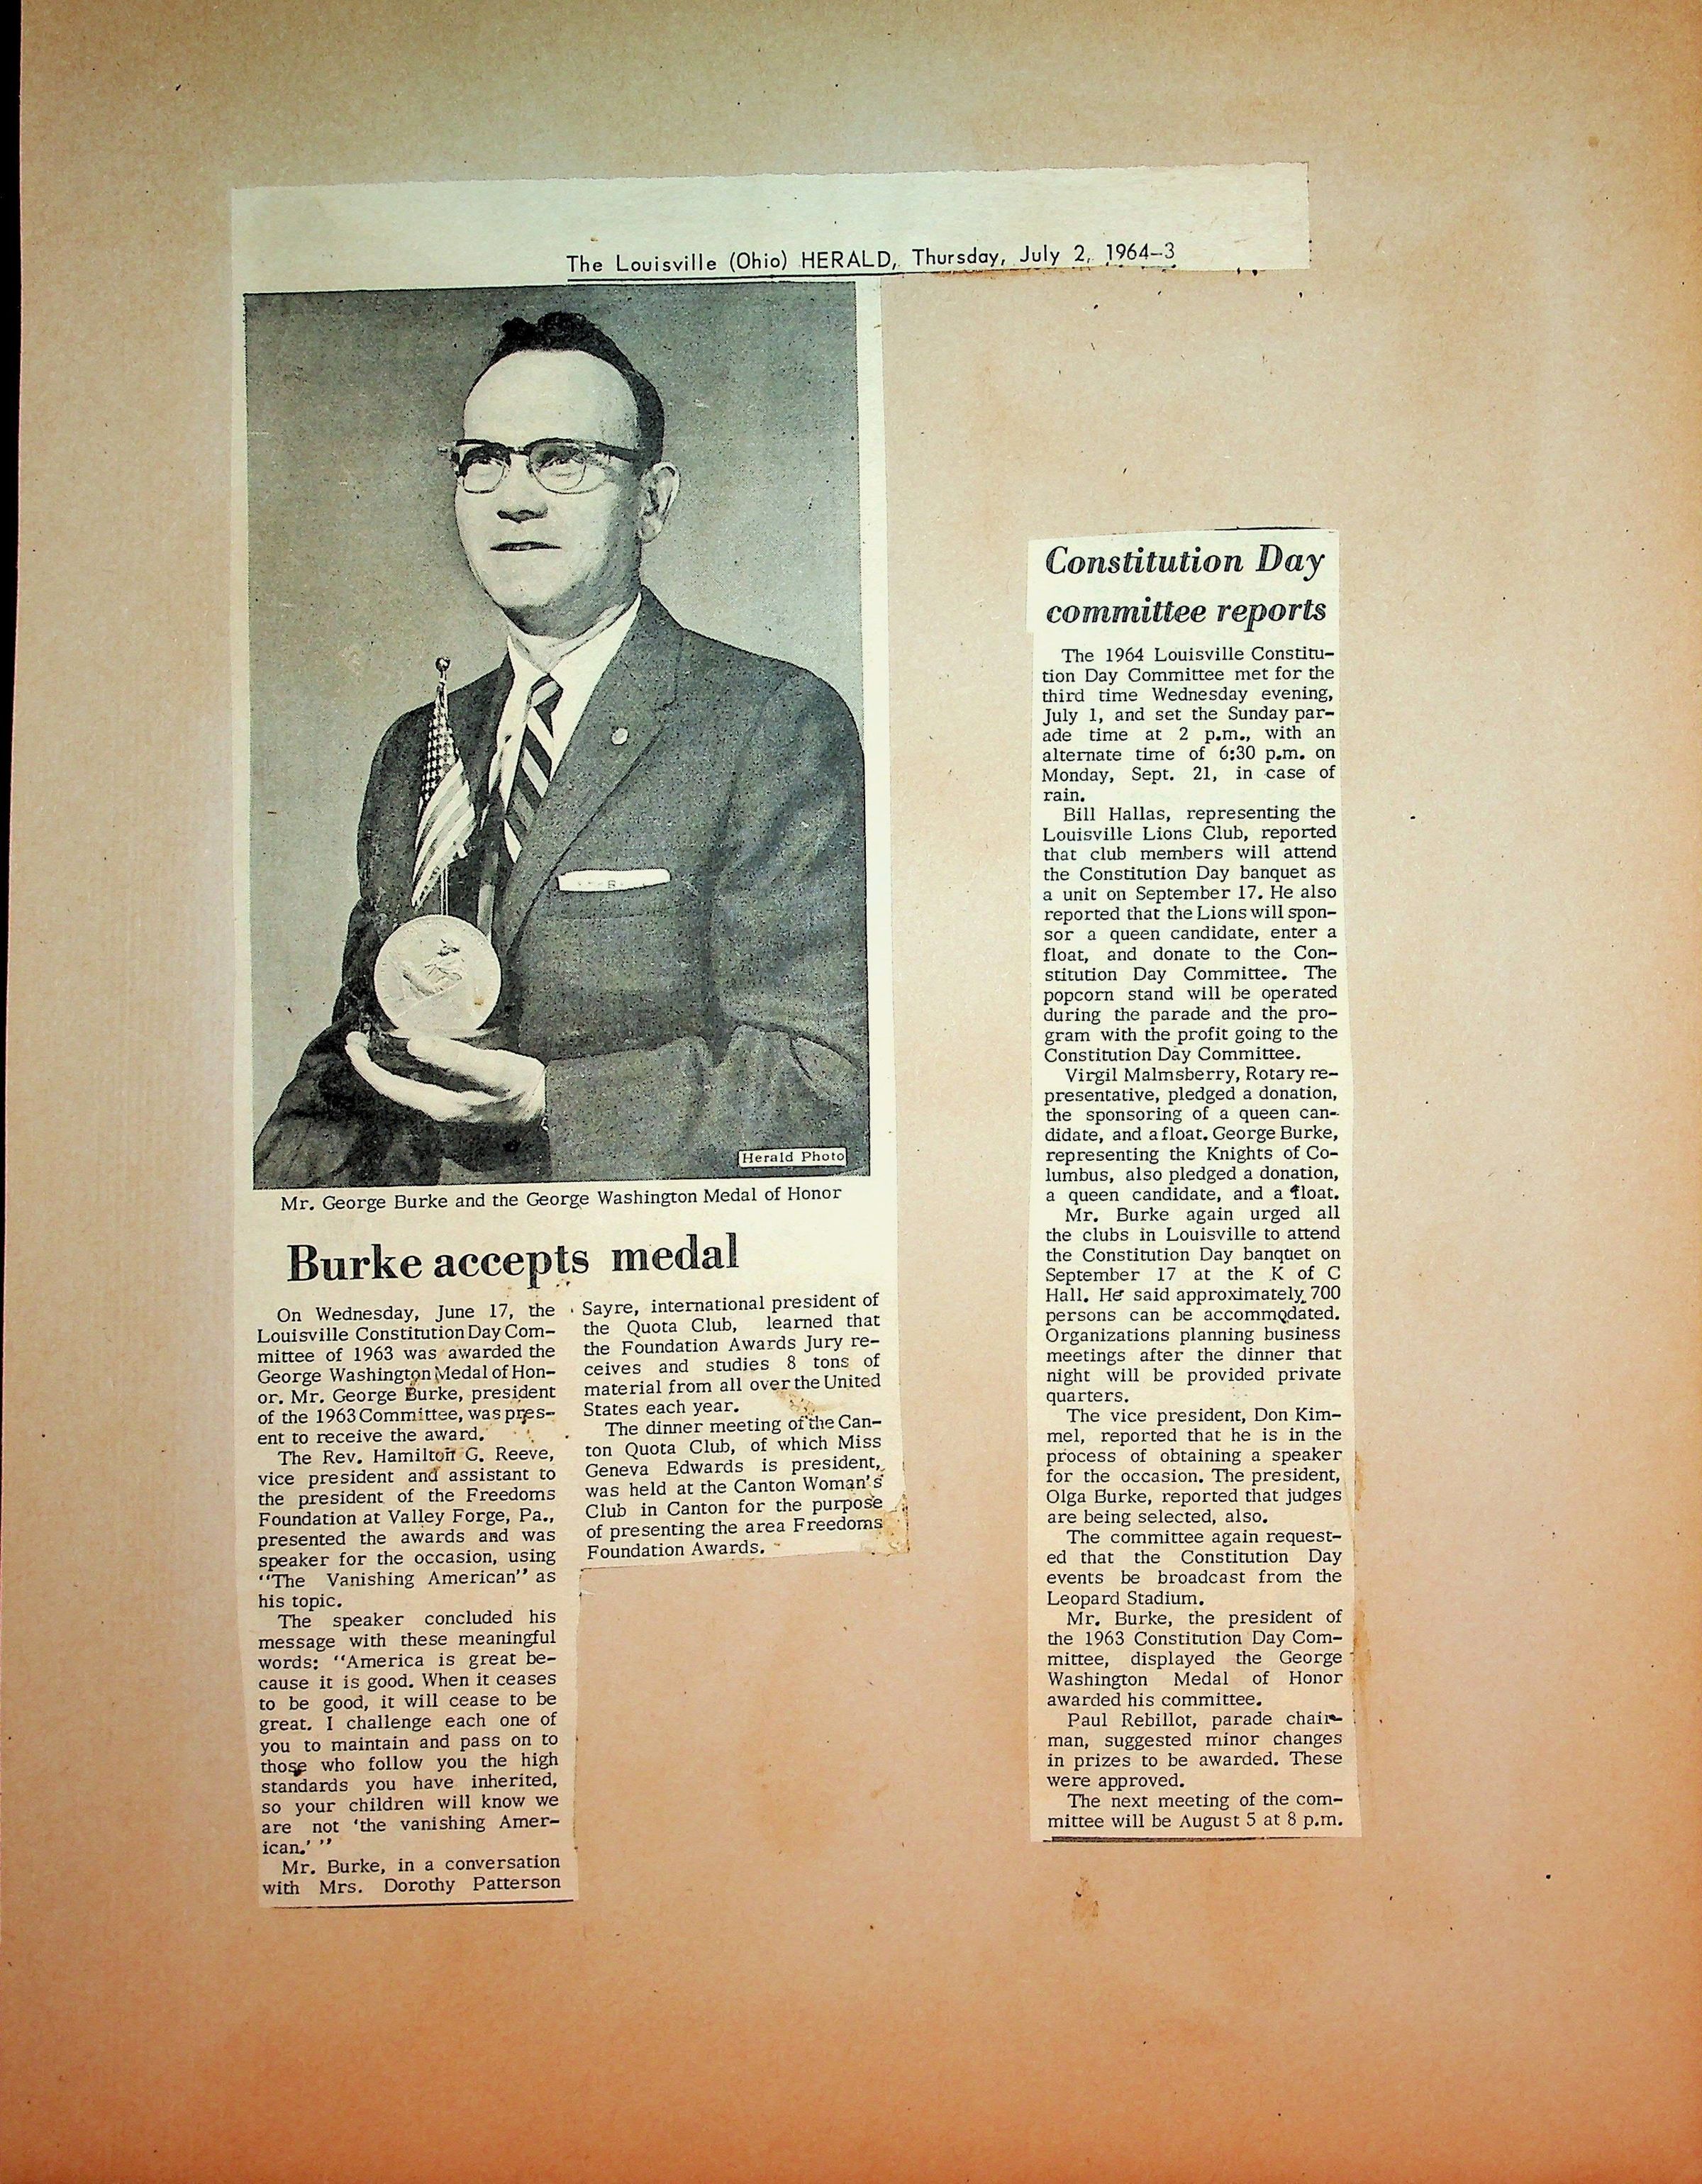 The Louisville (Ohio) HERALD, Thursday, July 2, 1964-3
Herald Photo
Mr. George Burke and the George Washington Medal of Honor
Burke accepts medal
On Wednesday, June 17, the
Louisville Constitution Day Com-
mittee of 1963 was awarded the
George Washington Medal of Hon-
or. Mr. George Burke, president
of the 1963 Committee, was pres-
ent to receive the award.
The Rev. Hamilton G. Reeve,
vice president and assistant to
the president of the Freedoms
Foundation at Valley Forge, Pa.,
presented the awards and was
speaker for the occasion, using
"The Vanishing American" as
his topic.
The speaker concluded his
message with these meaningful
words: "America is great be-
cause it is good. When it ceases
to be good, it will cease to be
great. I challenge each one of
you to maintain and pass on to
those who follow you the high
standards you have inherited,
so your children will know we
are not 'the vanishing Amer-
ican.' "
Mr. Burke, in a conversation
with Mrs. Dorothy Patterson
Sayre, international president of
the Quota Club, learned that
the Foundation Awards Jury re-
ceives and studies 8 tons of
material from all over the United
States each year.
The dinner meeting of the Can-
ton Quota Club, of which Miss
Geneva Edwards is president,
was held at the Canton Woman's
Club in Canton for the purpose
of presenting the area Freedoms
Foundation Awards.
Constitution Day
committee reports
The 1964 Louisville Constitu-
tion Day Committee met for the
third time Wednesday evening,
July 1, and set the Sunday par-
ade time at 2 p.m., with an
alternate time of 6:30 p.m. on
Monday, Sept. 21, in case of
rain.
Bill Hallas, representing the
Louisville Lions Club, reported
that club members will attend
the Constitution Day banquet as
a unit on September 17. He also
reported that the Lions will spon-
sor a queen candidate, enter a
float, and donate to the Con-
stitution Day Committee. The
popcorn stand will be operated
during the parade and the pro-
gram with the profit going to the
Constitution Day Committee.
Virgil Malmsberry, Rotary re-
presentative, pledged a donation,
the sponsoring of a queen can-
didate, and a float. George Burke,
representing the Knights of Co-
lumbus, also pledged a donation,
a queen candidate, and a float.
Mr. Burke again urged all
the clubs in Louisville to attend
the Constitution Day banquet on
September 17 at the K of C
Hall. He said approximately 700
persons can be accommodated.
Organizations planning business
meetings after the dinner that
night will be provided private
quarters.
The vice president, Don Kim-
mel, reported that he is in the
process of obtaining a speaker
for the occasion. The president,
Olga Burke, reported that judges
are being selected, also.
The committee again request-
ed that the Constitution Day
events be broadcast from the
Leopard Stadium.
Mr. Burke, the president of
the 1963 Constitution Day Com-
mittee, displayed the George
Washington Medal of Honor
awarded his committee.
Paul Rebillot, parade chair-
man, suggested minor changes
in prizes to be awarded. These
were approved.
The next meeting of the com-
mittee will be August 5 at 8 p.m.